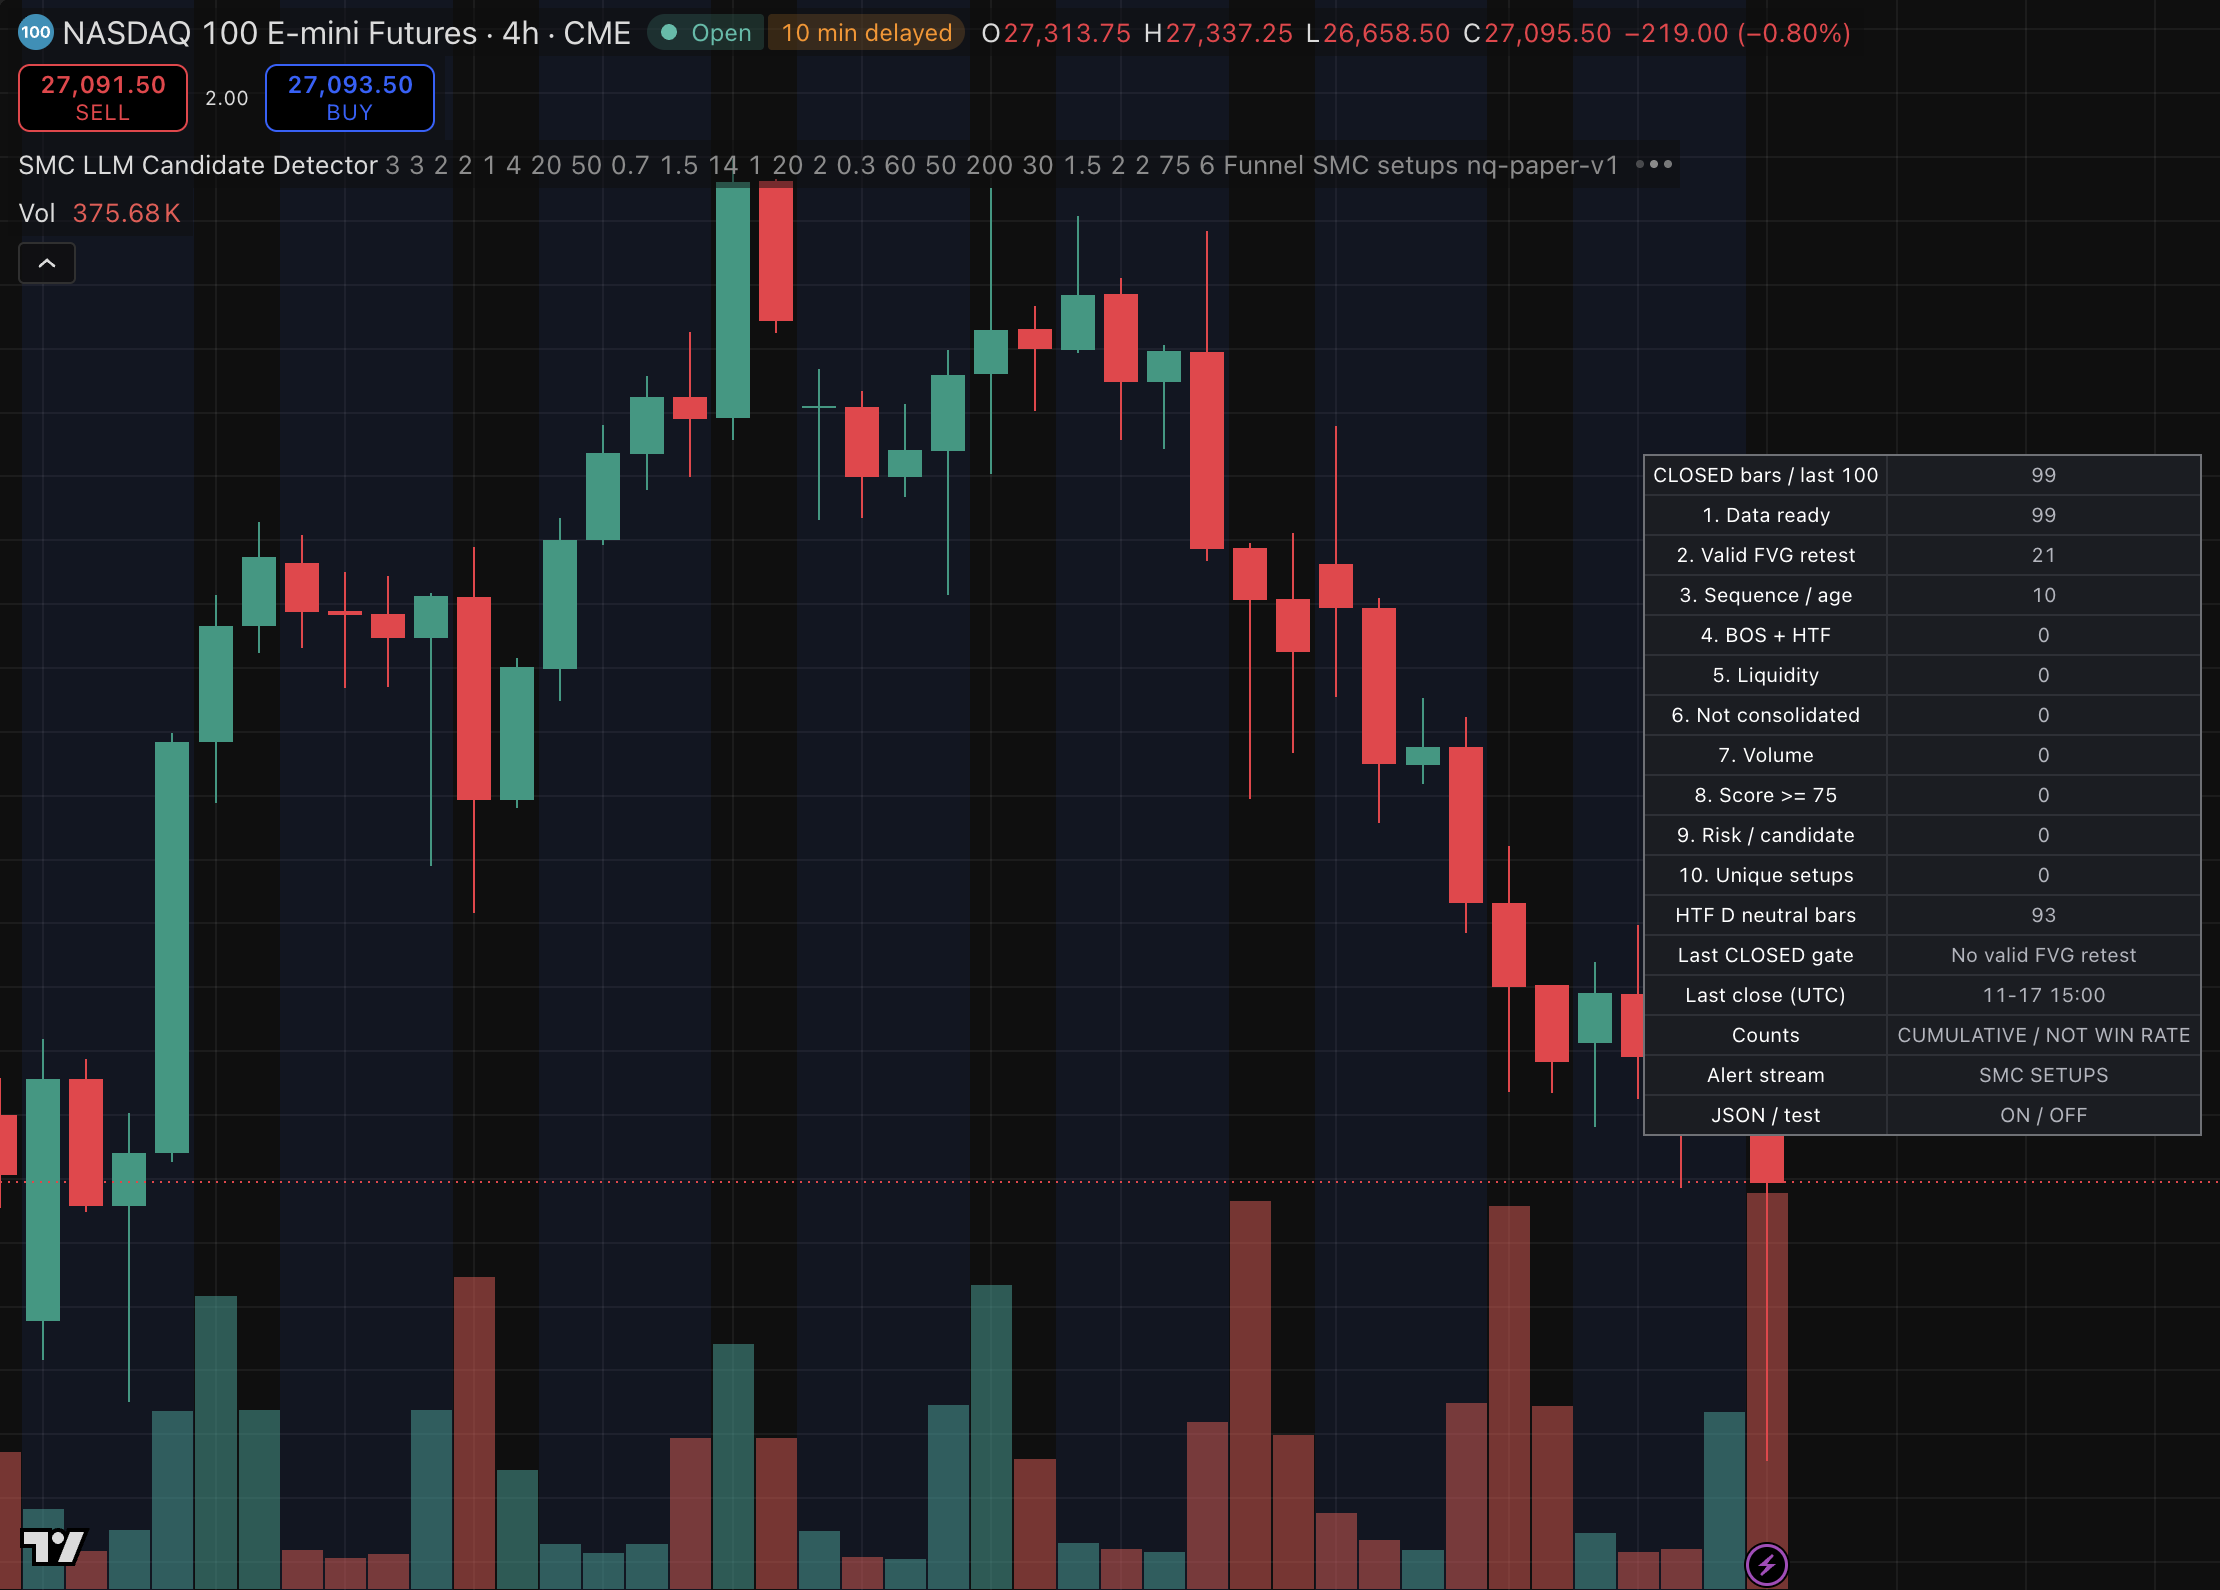 100 NASDAQ 100 E-mini Futures · 4h · CME Open 10 min delayed O27,313.75 H27,337.25 L26,658.50 C27,095.50 −219.00 (−0.80%)
27,091.50 SELL 2.00 27,093.50 BUY
SMC LLM Candidate Detector 3 3 2 2 1 4 20 50 0.7 1.5 14 1 20 2 0.3 60 50 200 30 1.5 2 2 75 6 Funnel SMC setups nq-paper-v1
Vol 375.68 K
CLOSED bars / last 100 99
1. Data ready 99
2. Valid FVG retest 21
3. Sequence / age 10
4. BOS + HTF 0
5. Liquidity 0
6. Not consolidated 0
7. Volume 0
8. Score >= 75 0
9. Risk / candidate 0
10. Unique setups 0
HTF D neutral bars 93
Last CLOSED gate No valid FVG retest
Last close (UTC) 11-17 15:00
Counts CUMULATIVE / NOT WIN RATE
Alert stream SMC SETUPS
JSON / test ON / OFF